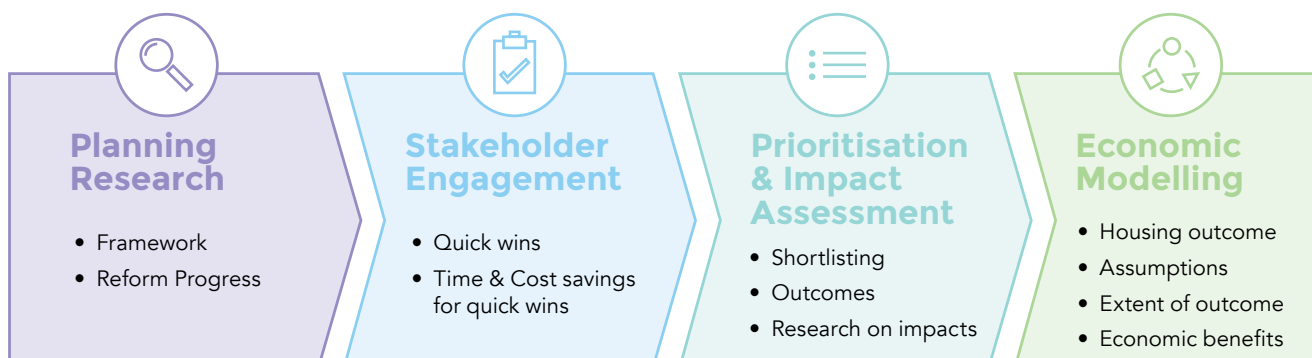 Planning
Research
• Framework
• Reform Progress
Stakeholder
Engagement
• Quick wins
• Time & Cost savings
for quick wins
Prioritisation
& Impact
Assessment
• Shortlisting
• Outcomes
• Research on impacts
Economic
Modelling
• Housing outcome
• Assumptions
• Extent of outcome
• Economic benefits